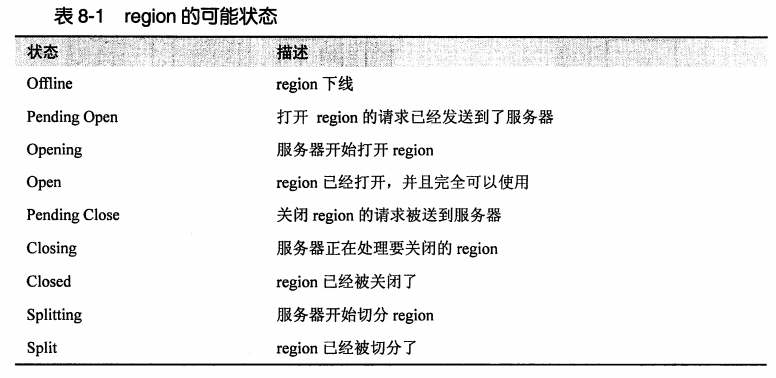 表 8-1 region 的可能状态
状态 描述
Offline region 下线
Pending Open 打开 region 的请求已经发送到了服务器
Opening 服务器开始打开 region
Open region 已经打开，并且完全可以使用
Pending Close 关闭 region 的请求被送到服务器
Closing 服务器正在处理要关闭的 region
Closed region 已经被关闭了
Splitting 服务器开始切分 region
Split region 已经被切分了